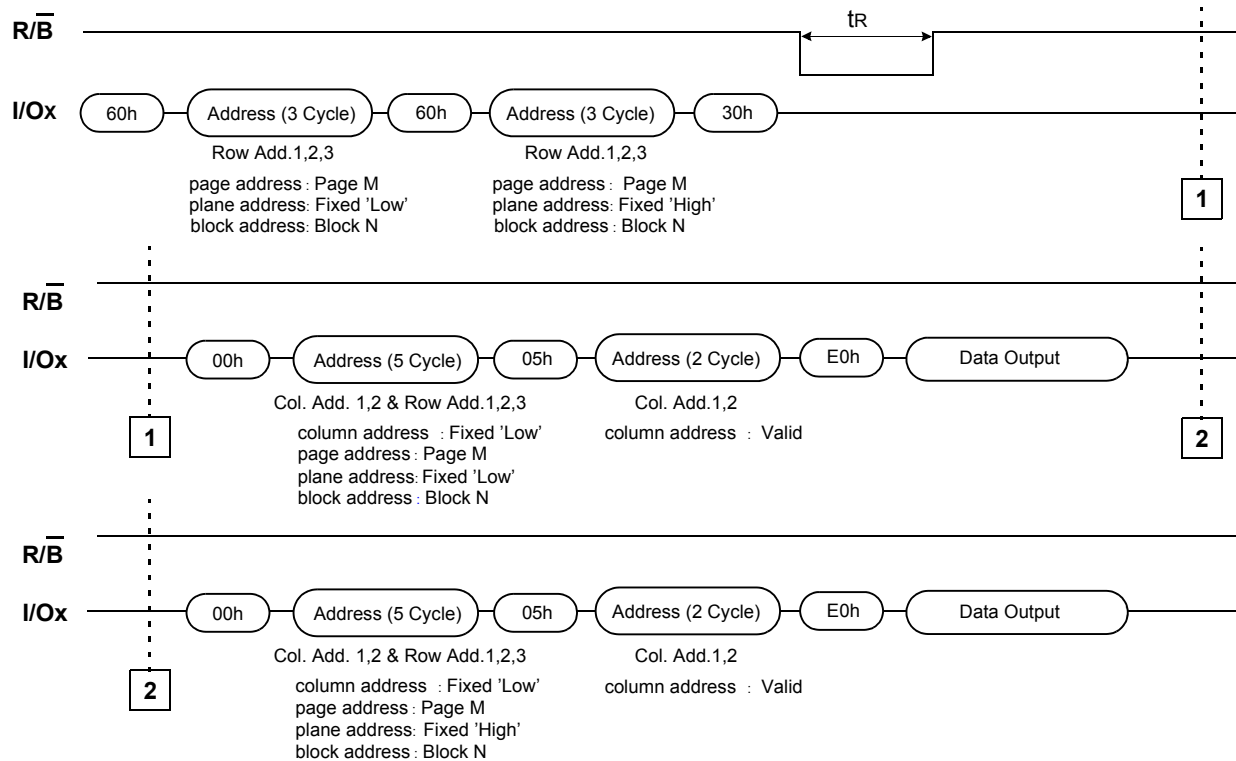 tR
R/B̅
I/Ox 60h Address (3 Cycle) 60h Address (3 Cycle) 30h
Row Add.1,2,3 Row Add.1,2,3
page address : Page M page address : Page M
plane address: Fixed 'Low' plane address: Fixed 'High'
block address: Block N block address: Block N
1
R/B̅
I/Ox 00h Address (5 Cycle) 05h Address (2 Cycle) E0h Data Output
Col. Add. 1,2 & Row Add.1,2,3 Col. Add.1,2
column address : Fixed 'Low' column address : Valid
page address : Page M
plane address: Fixed 'Low'
block address : Block N
1 2
R/B̅
I/Ox 00h Address (5 Cycle) 05h Address (2 Cycle) E0h Data Output
Col. Add. 1,2 & Row Add.1,2,3 Col. Add.1,2
column address : Fixed 'Low' column address : Valid
page address : Page M
plane address: Fixed 'High'
block address : Block N
2